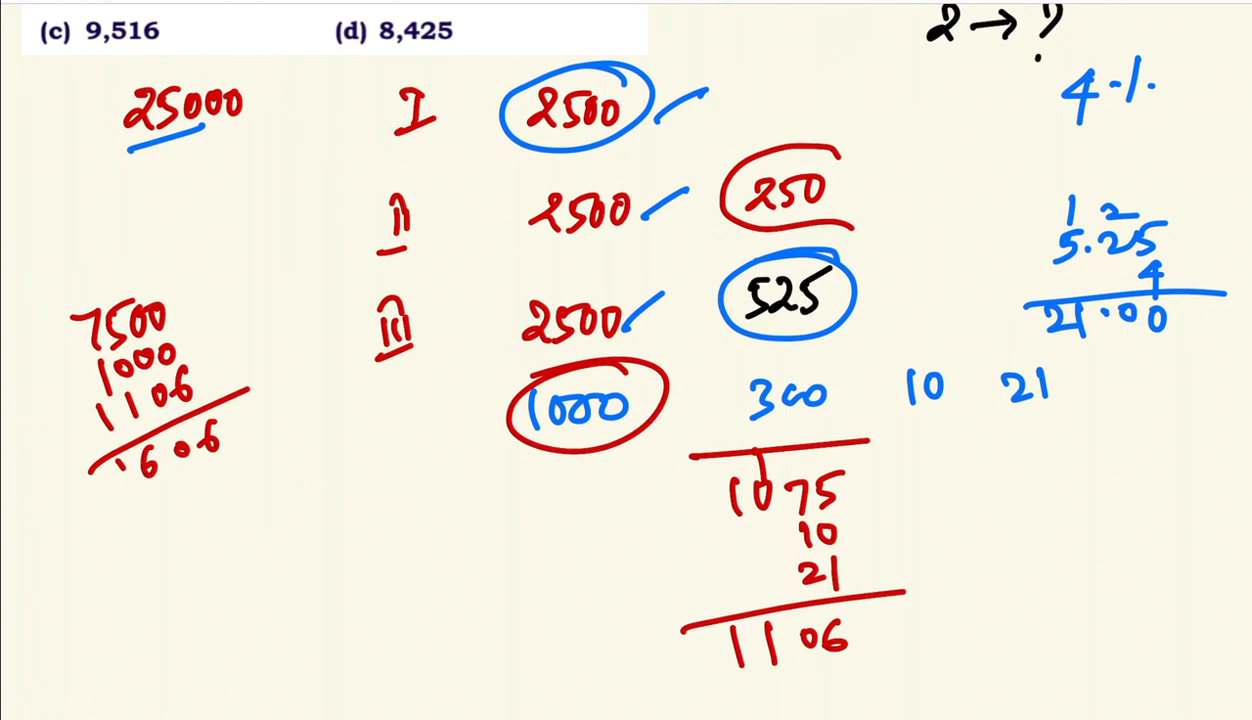 (c) 9,516 (d) 8,425
2 → ?
4·/.
25000 I 2500
II 2500 250
1 2
5.25
4
21.00
III 2500 525
1000 300 10 21
7500
1000
1106
1606
1075
10
21
1106